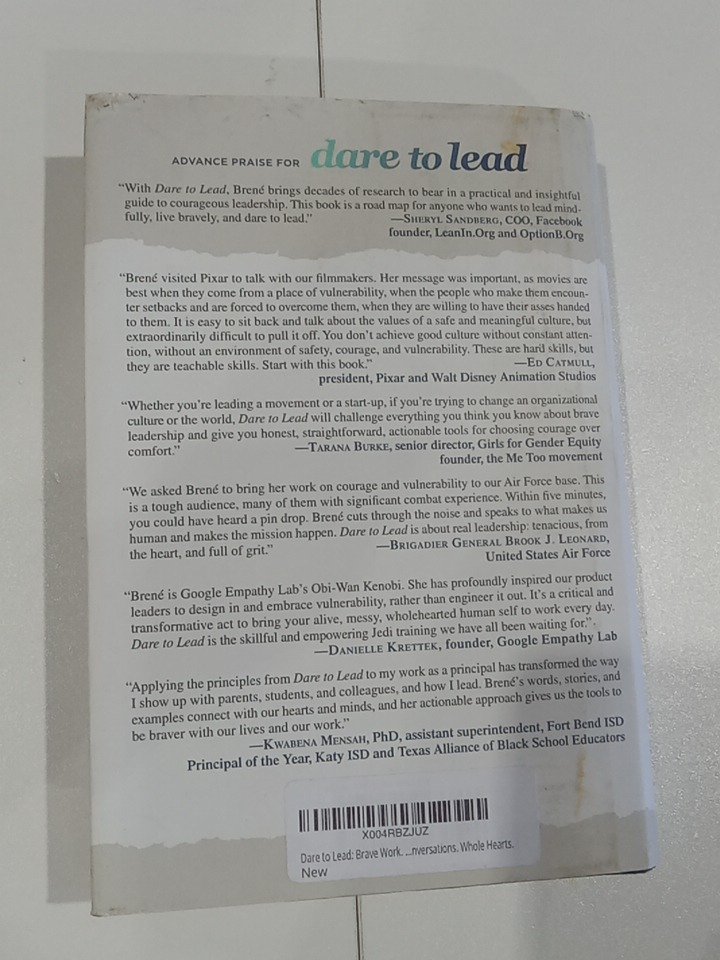 ADVANCE PRAISE FOR dare to lead
“With Dare to Lead, Brené brings decades of research to bear in a practical and insightful
guide to courageous leadership. This book is a road map for anyone who wants to lead mind-
fully, live bravely, and dare to lead.” —SHERYL SANDBERG, COO, Facebook
founder, LeanIn.Org and OptionB.Org
“Brené visited Pixar to talk with our filmmakers. Her message was important, as movies are
best when they come from a place of vulnerability, when the people who make them encoun-
ter setbacks and are forced to overcome them, when they are willing to have their asses handed
to them. It is easy to sit back and talk about the values of a safe and meaningful culture, but
extraordinarily difficult to pull it off. You don’t achieve good culture without constant atten-
tion, without an environment of safety, courage, and vulnerability. These are hard skills, but
they are teachable skills. Start with this book.” —ED CATMULL,
president, Pixar and Walt Disney Animation Studios
“Whether you’re leading a movement or a start-up, if you’re trying to change an organizational
culture or the world, Dare to Lead will challenge everything you think you know about brave
leadership and give you honest, straightforward, actionable tools for choosing courage over
comfort.” —TARANA BURKE, senior director, Girls for Gender Equity
founder, the Me Too movement
“We asked Brené to bring her work on courage and vulnerability to our Air Force base. This
is a tough audience, many of them with significant combat experience. Within five minutes,
you could have heard a pin drop. Brené cuts through the noise and speaks to what makes us
human and makes the mission happen. Dare to Lead is about real leadership: tenacious, from
the heart, and full of grit.” —BRIGADIER GENERAL BROOK J. LEONARD,
United States Air Force
“Brené is Google Empathy Lab’s Obi-Wan Kenobi. She has profoundly inspired our product
leaders to design in and embrace vulnerability, rather than engineer it out. It’s a critical and
transformative act to bring your alive, messy, wholehearted human self to work every day.
Dare to Lead is the skillful and empowering Jedi training we have all been waiting for.”
—DANIELLE KRETTEK, founder, Google Empathy Lab
“Applying the principles from Dare to Lead to my work as a principal has transformed the way
I show up with parents, students, and colleagues, and how I lead. Brené’s words, stories, and
examples connect with our hearts and minds, and her actionable approach gives us the tools to
be braver with our lives and our work.”
—KWABENA MENSAH, PhD, assistant superintendent, Fort Bend ISD
Principal of the Year, Katy ISD and Texas Alliance of Black School Educators
X004RBZJUZ
Dare to Lead: Brave Work. ...nversations. Whole Hearts.
New